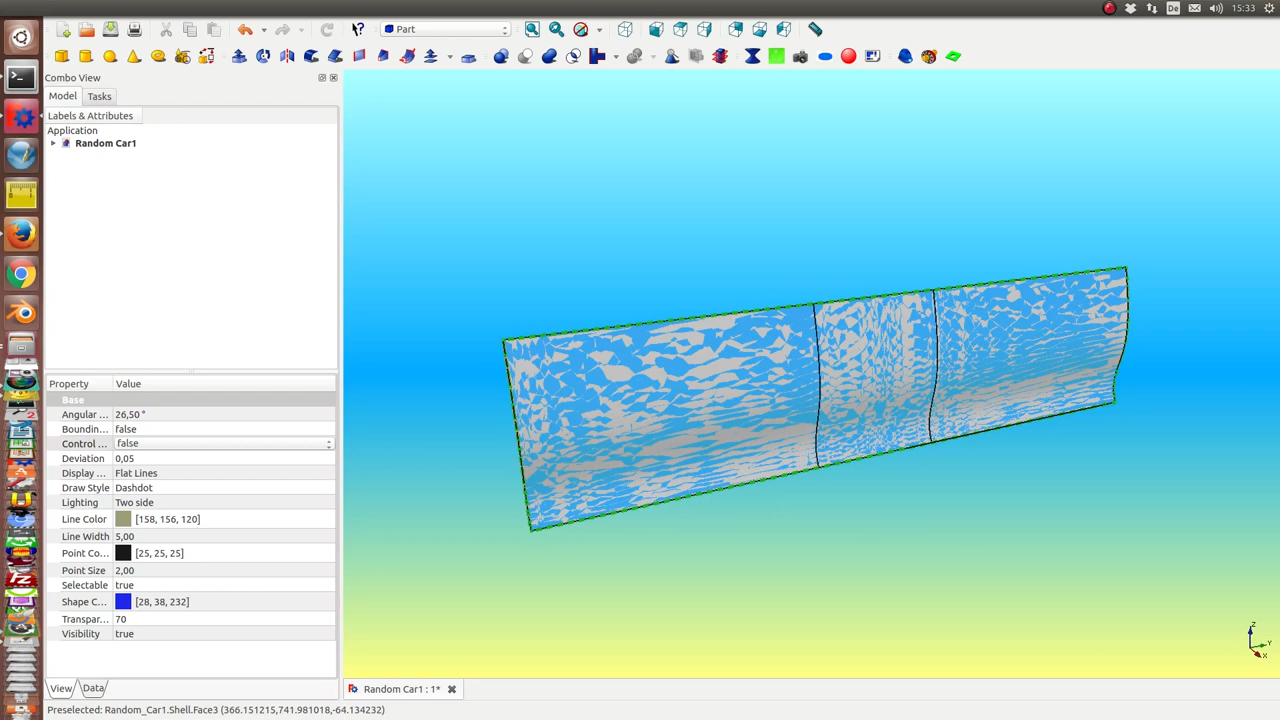 De
15:33
Part
Combo View
Model
Tasks
Labels & Attributes
Application
Random Car1
Property
Value
Base
Angular ...
26,50 °
Boundin...
false
Control ...
false
Deviation
0,05
Display ...
Flat Lines
Draw Style
Dashdot
Lighting
Two side
Line Color
[158, 156, 120]
Line Width
5,00
Point Co...
[25, 25, 25]
Point Size
2,00
Selectable
true
Shape C...
[28, 38, 232]
Transpar...
70
Visibility
true
Z
Y
X
View
Data
Random Car1 : 1*
Preselected: Random_Car1.Shell.Face3 (366.151215,741.981018,-64.134232)